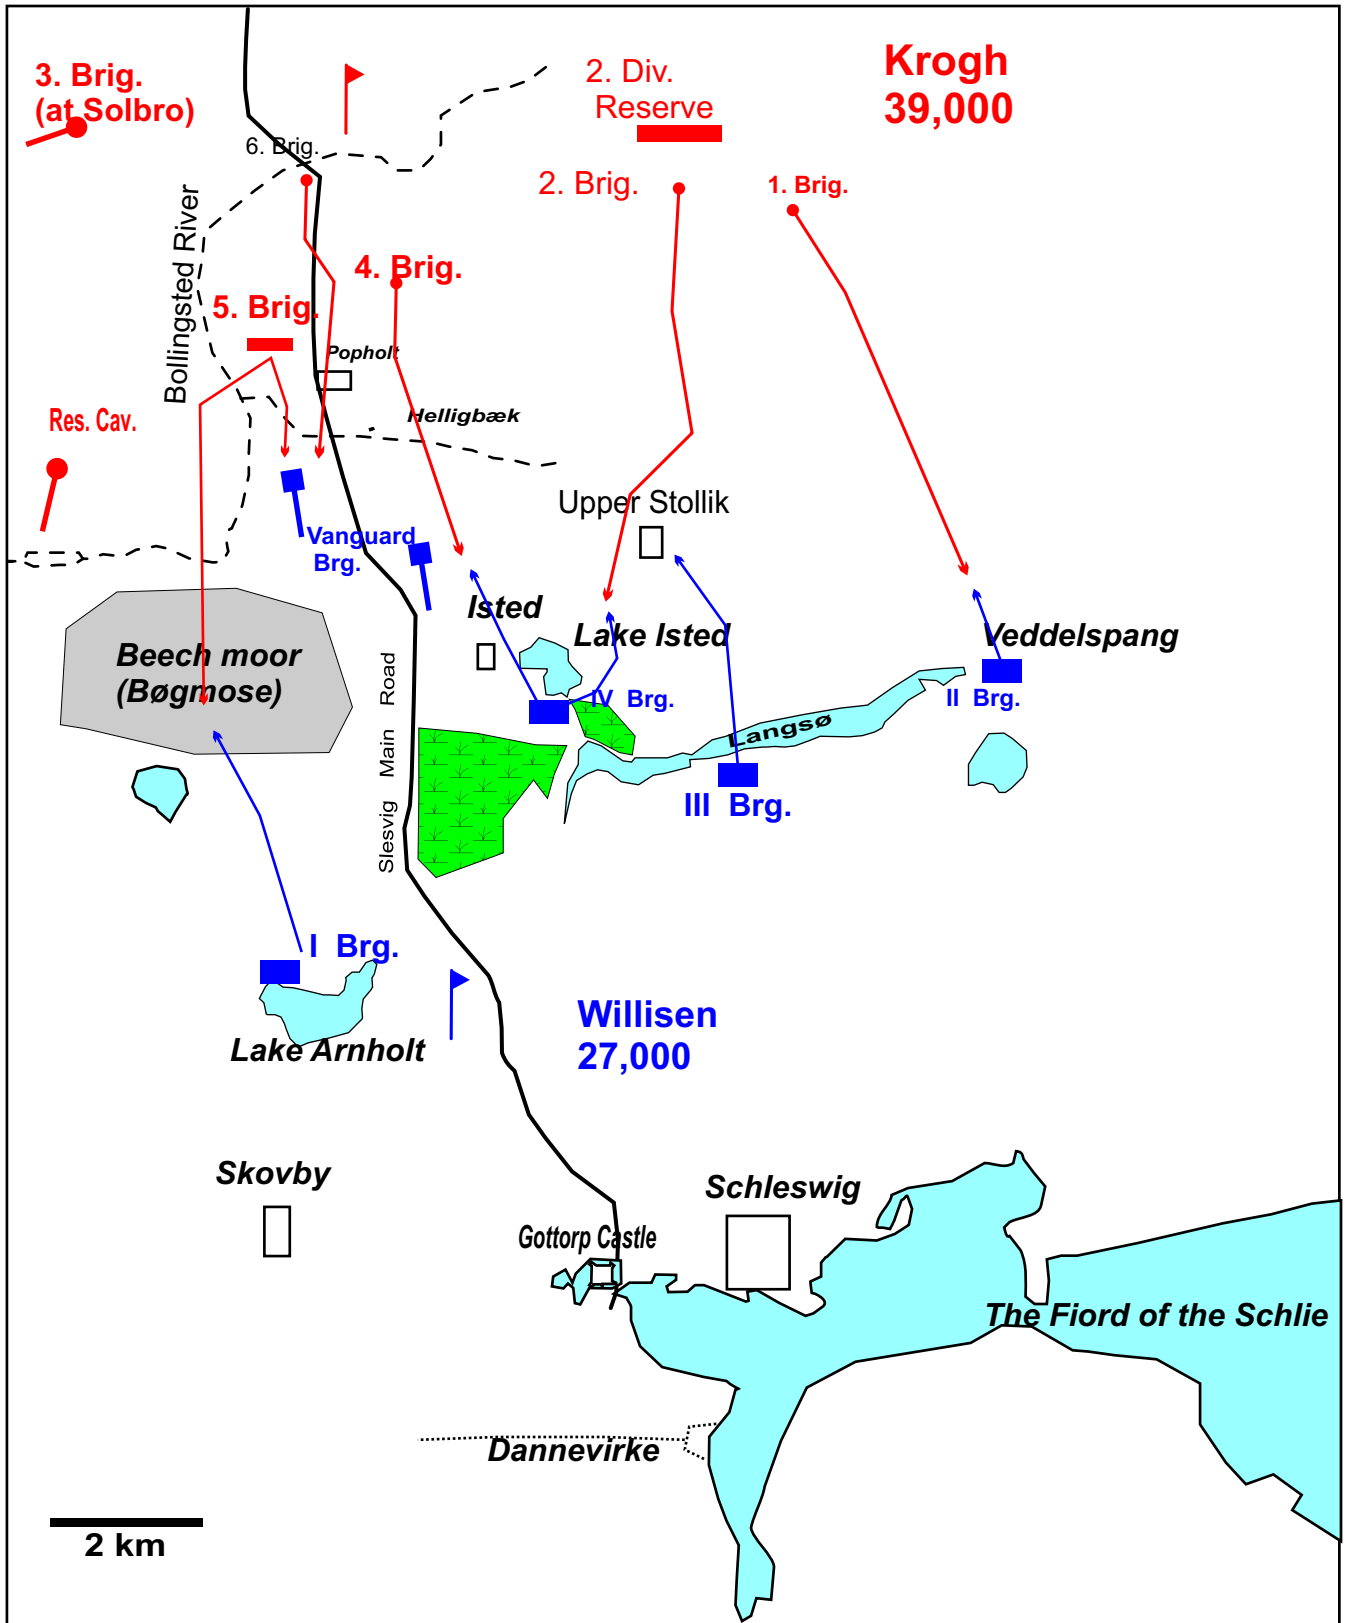 Krogh
39,000
3. Brig.
(at Solbro)
2. Div.
Reserve
6. Brig.
2. Brig.
1. Brig.
Bollingsted River
4. Brig.
5. Brig.
Popholt
Helligbæk
Res. Cav.
Upper Stollik
Vanguard
Brg.
Isted
Lake Isted
Veddelspang
Beech moor
(Bøgmose)
IV Brg.
II Brg.
Langsø
Slesvig Main Road
III Brg.
I Brg.
Willisen
27,000
Lake Arnholt
Skovby
Schleswig
Gottorp Castle
The Fiord of the Schlie
Dannevirke
2 km